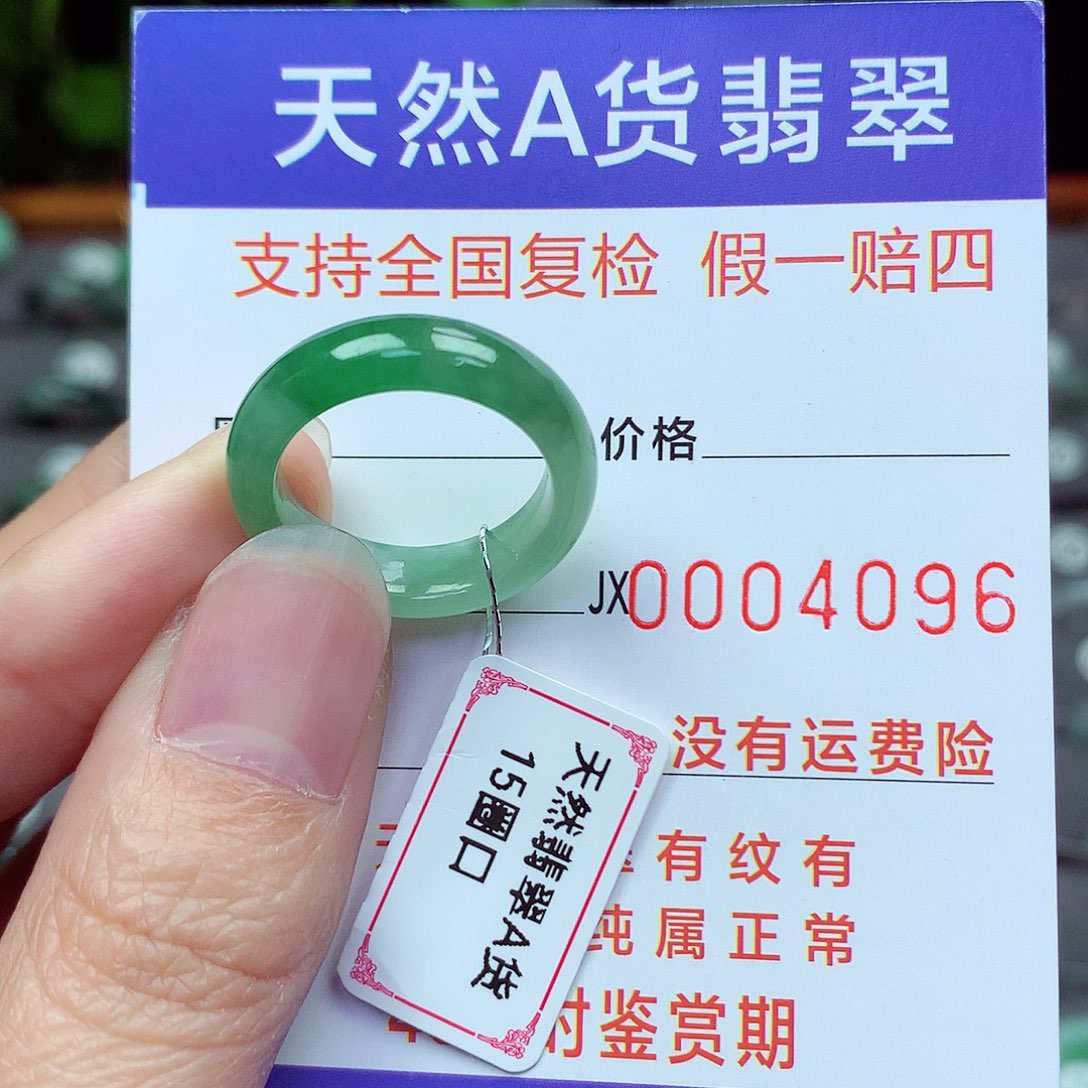 天然A货翡翠
支持全国复检 假一赔四
价格
JX0004096
没有运费险
有纹有
纯属正常
时鉴赏期
天然翡翠A货
15圈口